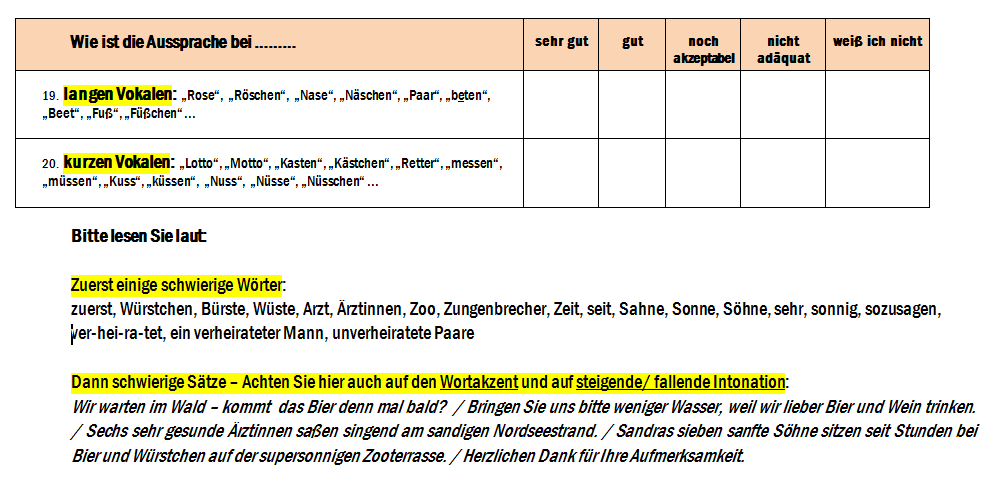 Wie ist die Aussprache bei ......... sehr gut gut noch akzeptabel nicht adäquat weiß ich nicht
19. langen Vokalen: „Rose“, „Röschen“, „Nase“, „Näschen“, „Paar“, „boten“,
„Beet“, „Fuß“, „Füßchen“ ...
20. kurzen Vokalen: „Lotto“, „Motto“, „Kasten“, „Kästchen“, „Retter“, „messen“,
„müssen“, „Kuss“, „küssen“, „Nuss“, „Nüsse“, „Nüsschen“ ...
Bitte lesen Sie laut:
Zuerst einige schwierige Wörter:
zuerst, Würstchen, Bürste, Wüste, Arzt, Ärztinnen, Zoo, Zungenbrecher, Zeit, seit, Sahne, Sonne, Söhne, sehr, sonnig, sozusagen,
ver-hei-ra-tet, ein verheirateter Mann, unverheiratete Paare
Dann schwierige Sätze – Achten Sie hier auch auf den Wortakzent und auf steigende/ fallende Intonation:
Wir warten im Wald – kommt das Bier denn mal bald? / Bringen Sie uns bitte weniger Wasser, weil wir lieber Bier und Wein trinken.
/ Sechs sehr gesunde Ärztinnen saßen singend am sandigen Nordseestrand. / Sandras sieben sanfte Söhne sitzen seit Stunden bei
Bier und Würstchen auf der supersonnigen Zooterrasse. / Herzlichen Dank für Ihre Aufmerksamkeit.